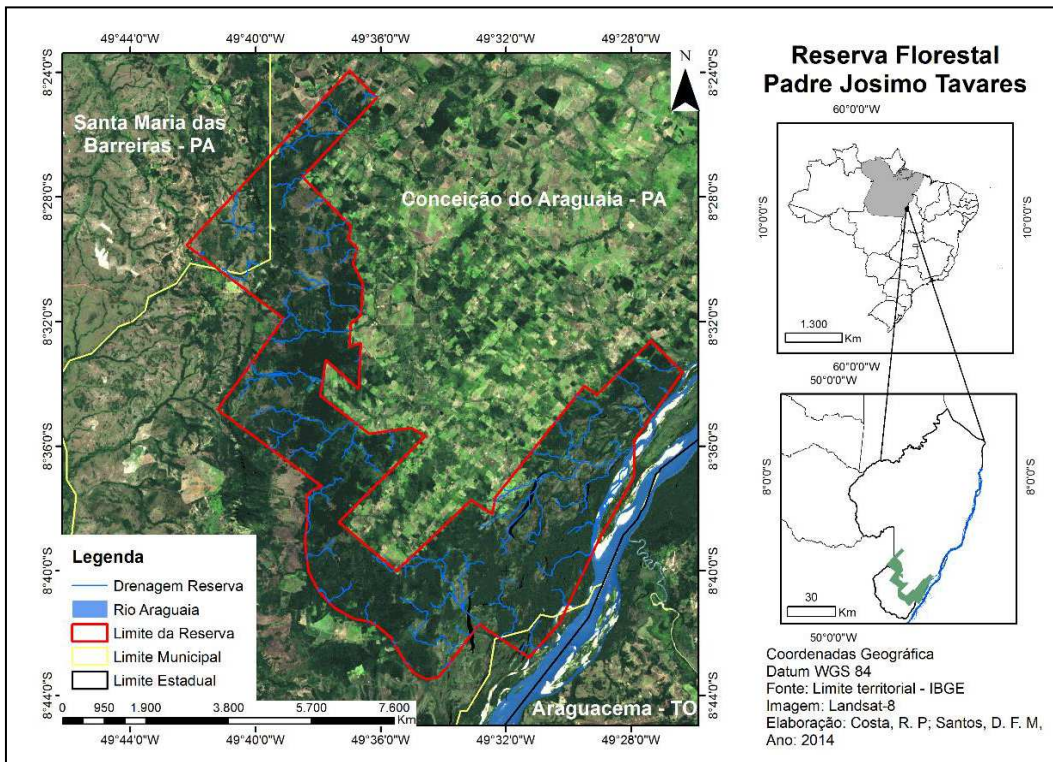 49°44'0"W 49°40'0"W 49°36'0"W 49°32'0"W 49°28'0"W
8°24'0"S
8°28'0"S
8°32'0"S
8°36'0"S
8°40'0"S
8°44'0"S
N
Santa Maria das
Barreiras - PA
Conceição do Araguaia - PA
Araguacema - TO
Legenda
Drenagem Reserva
Rio Araguaia
Limite da Reserva
Limite Municipal
Limite Estadual
0 950 1.900 3.800 5.700 7.600
Km
8°24'0"S
8°28'0"S
8°32'0"S
8°36'0"S
8°40'0"S
8°44'0"S
49°44'0"W 49°40'0"W 49°36'0"W 49°32'0"W 49°28'0"W
Reserva Florestal
Padre Josimo Tavares
60°0'0"W
10°0'0"S
10°0'0"S
1.300
Km
60°0'0"W
50°0'0"W
8°0'0"S
8°0'0"S
30
Km
50°0'0"W
Coordenadas Geográfica
Datum WGS 84
Fonte: Limite territorial - IBGE
Imagem: Landsat-8
Elaboração: Costa, R. P; Santos, D. F. M,
Ano: 2014